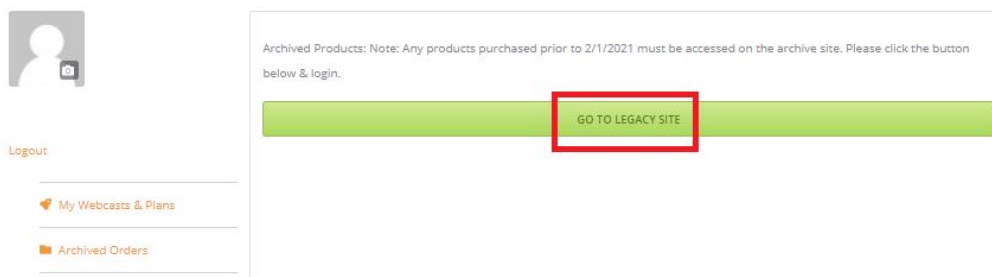 Archived Products: Note: Any products purchased prior to 2/1/2021 must be accessed on the archive site. Please click the button
below & login.
GO TO LEGACY SITE
Logout
My Webcasts & Plans
Archived Orders